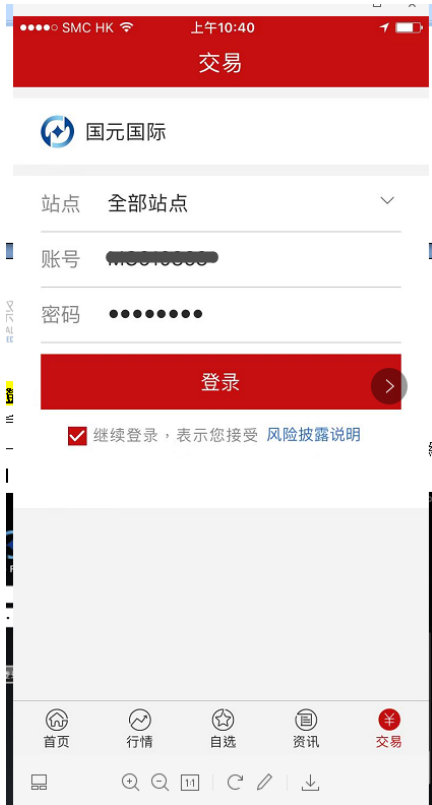 SMC HK 上午10:40
交易
国元国际
站点 全部站点
账号
密码 ••••••••
登录
继续登录，表示您接受 风险披露说明
首页 行情 自选 资讯 交易
1:1